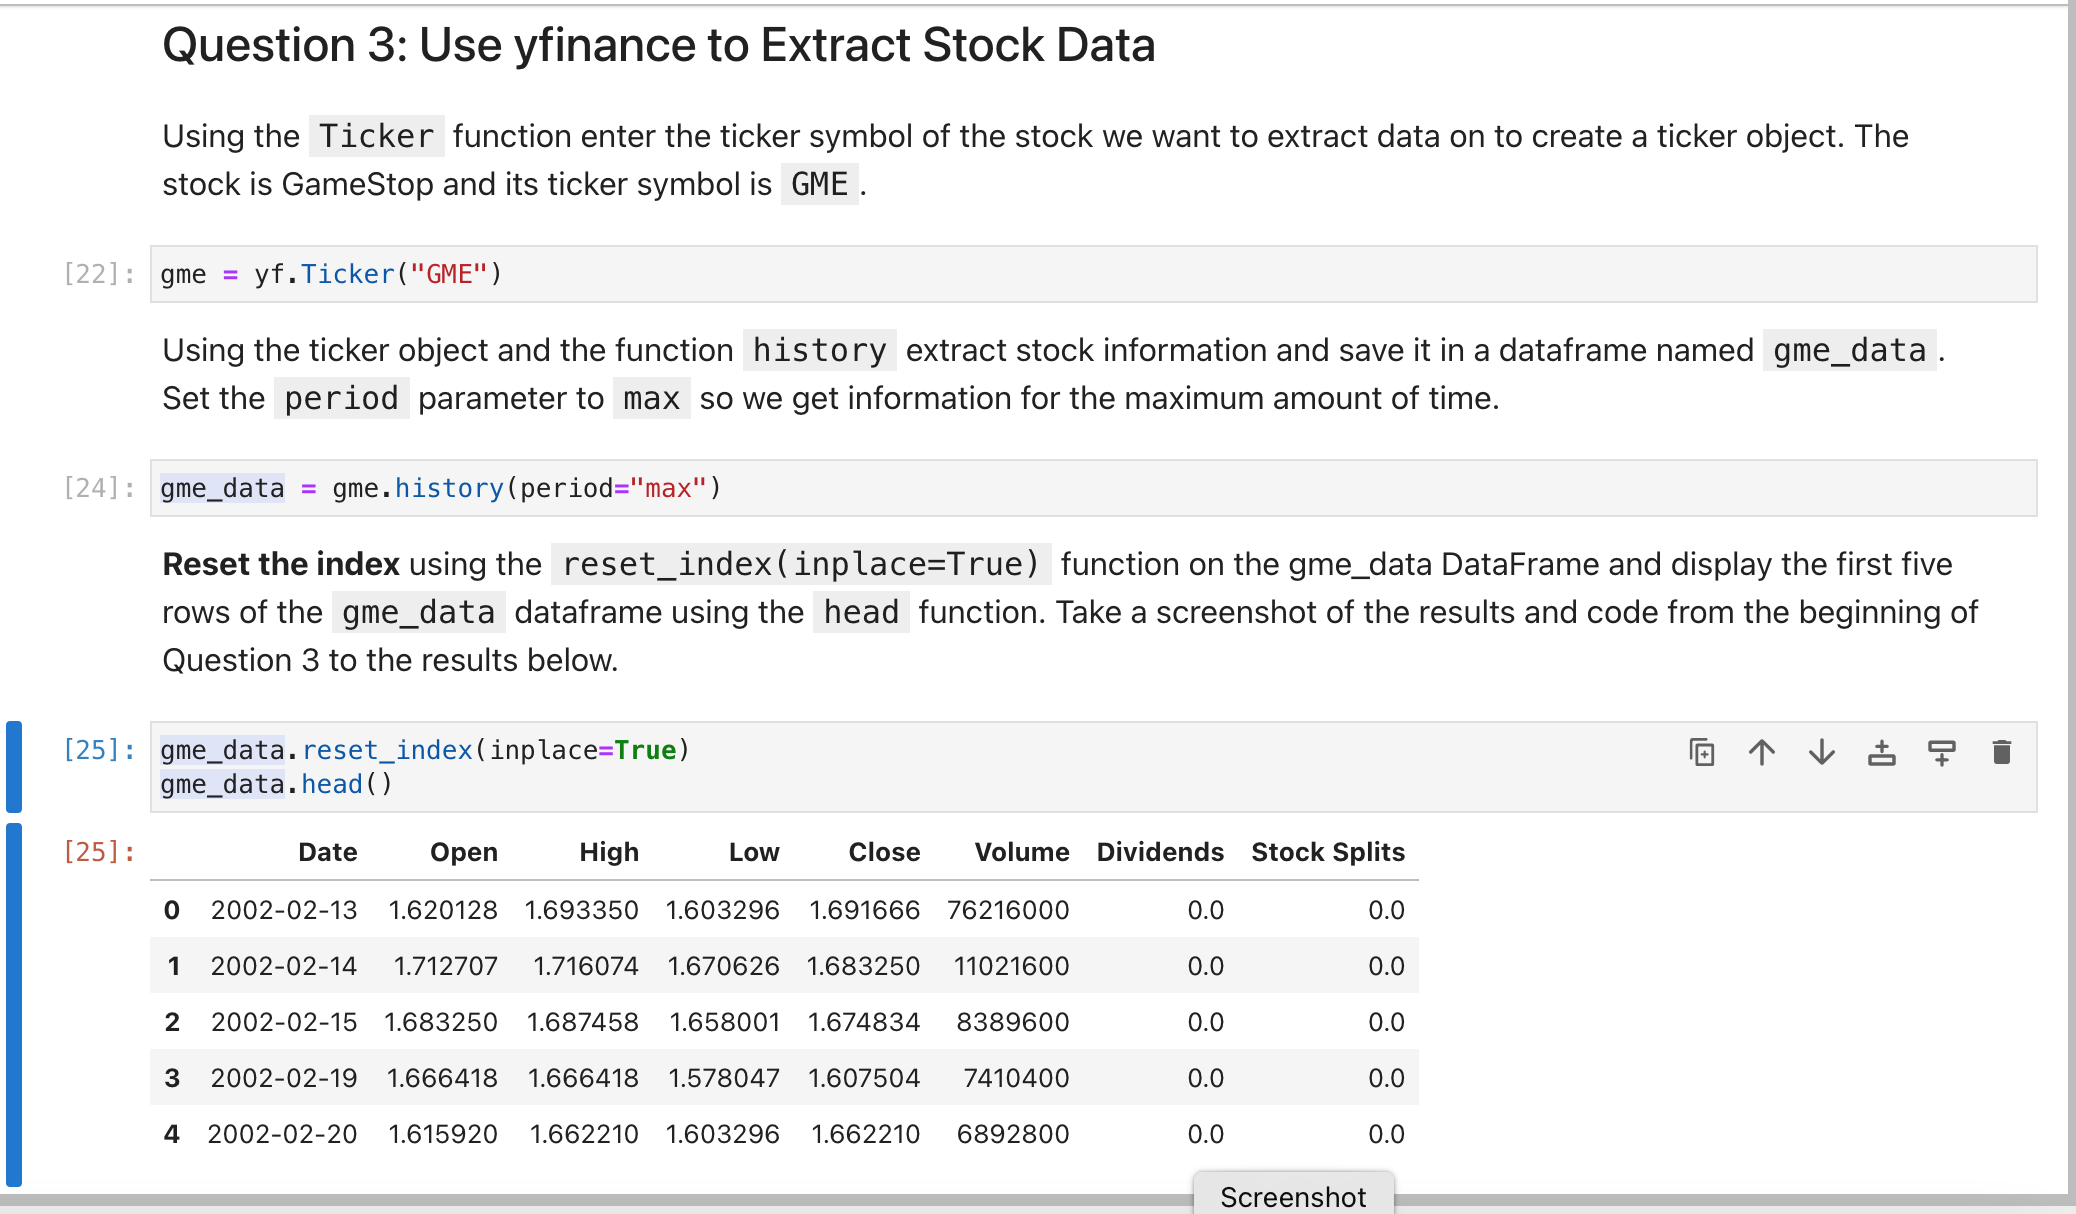 Question 3: Use yfinance to Extract Stock Data
Using the Ticker function enter the ticker symbol of the stock we want to extract data on to create a ticker object. The
stock is GameStop and its ticker symbol is GME .
[22]: gme = yf.Ticker("GME")
Using the ticker object and the function history extract stock information and save it in a dataframe named gme_data .
Set the period parameter to max so we get information for the maximum amount of time.
[24]: gme_data = gme.history(period="max")
Reset the index using the reset_index(inplace=True) function on the gme_data DataFrame and display the first five
rows of the gme_data dataframe using the head function. Take a screenshot of the results and code from the beginning of
Question 3 to the results below.
[25]: gme_data.reset_index(inplace=True)
gme_data.head()
[25]: Date Open High Low Close Volume Dividends Stock Splits
0 2002-02-13 1.620128 1.693350 1.603296 1.691666 76216000 0.0 0.0
1 2002-02-14 1.712707 1.716074 1.670626 1.683250 11021600 0.0 0.0
2 2002-02-15 1.683250 1.687458 1.658001 1.674834 8389600 0.0 0.0
3 2002-02-19 1.666418 1.666418 1.578047 1.607504 7410400 0.0 0.0
4 2002-02-20 1.615920 1.662210 1.603296 1.662210 6892800 0.0 0.0
Screenshot